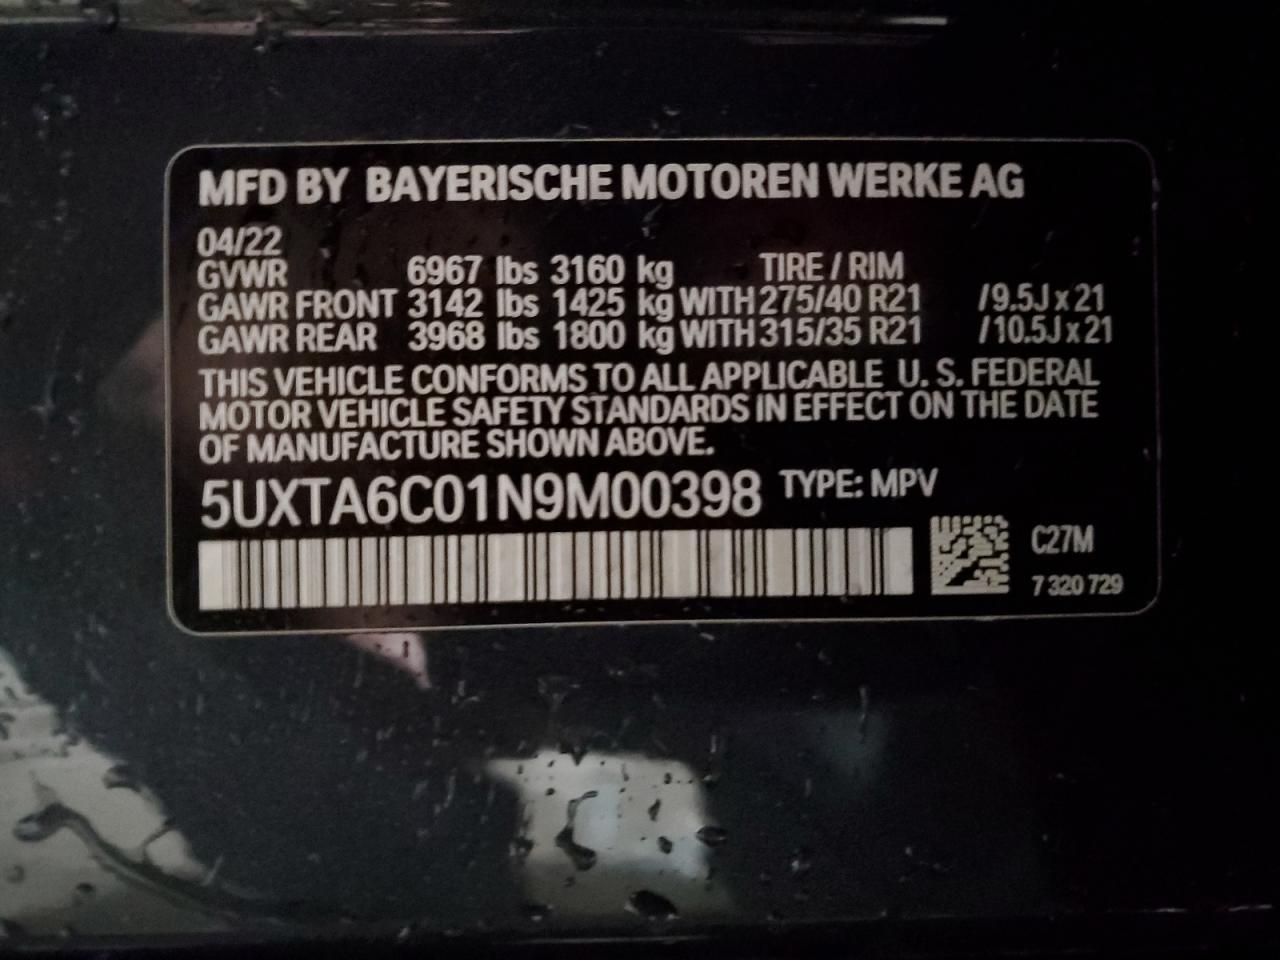 MFD BY BAYERISCHE MOTOREN WERKE AG
04/22
GVWR 6967 lbs 3160 kg TIRE / RIM
GAWR FRONT 3142 lbs 1425 kg WITH 275/40 R21 /9.5J x 21
GAWR REAR 3968 lbs 1800 kg WITH 315/35 R21 /10.5J x 21
THIS VEHICLE CONFORMS TO ALL APPLICABLE U. S. FEDERAL
MOTOR VEHICLE SAFETY STANDARDS IN EFFECT ON THE DATE
OF MANUFACTURE SHOWN ABOVE.
5UXTA6C01N9M00398 TYPE: MPV
C27M
7 320 729